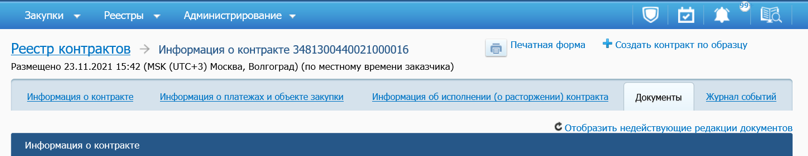 Закупки Реестры Администрирование 99
Реестр контрактов → Информация о контракте 3481300440021000016 Печатная форма Создать контракт по образцу
Размещено 23.11.2021 15:42 (MSK (UTC+3) Москва, Волгоград) (по местному времени заказчика)
Информация о контракте Информация о платежах и объекте закупки Информация об исполнении (о расторжении) контракта Документы Журнал событий
Отобразить недействующие редакции документов
Информация о контракте